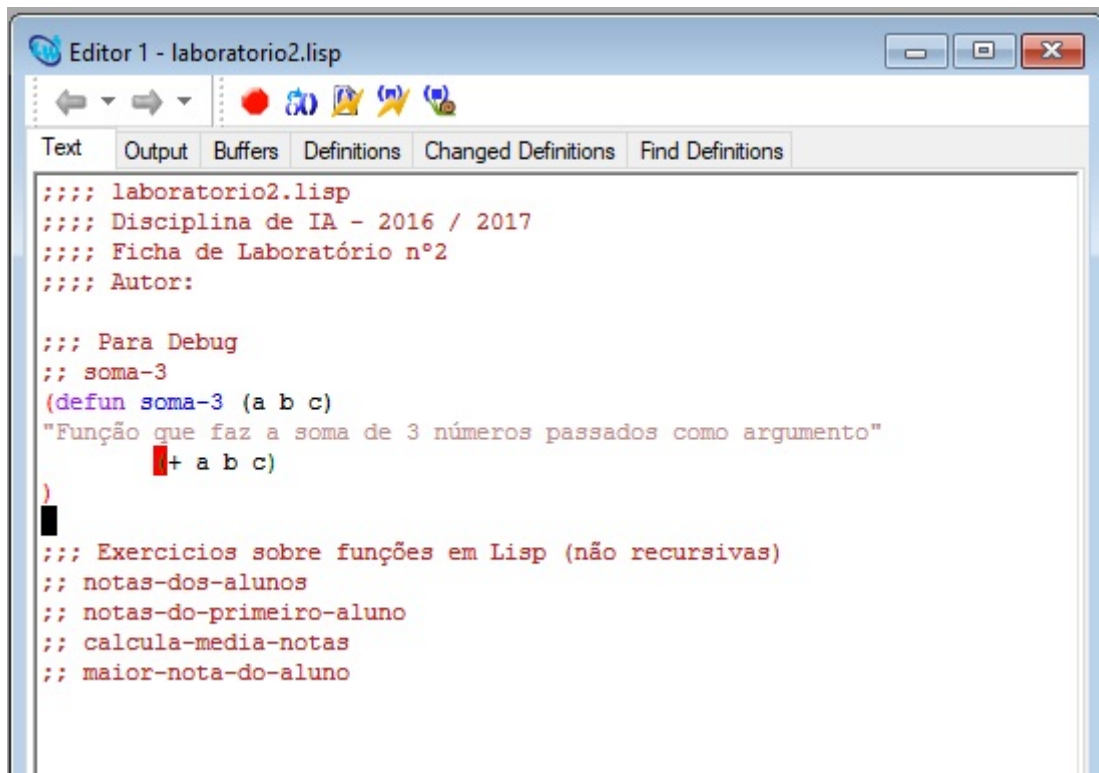 Editor 1 - laboratorio2.lisp
Text Output Buffers Definitions Changed Definitions Find Definitions
;;;; laboratorio2.lisp
;;;; Disciplina de IA - 2016 / 2017
;;;; Ficha de Laboratório nº2
;;;; Autor:
;;; Para Debug
;; soma-3
(defun soma-3 (a b c)
"Função que faz a soma de 3 números passados como argumento"
(+ a b c)
)
;;; Exercicios sobre funções em Lisp (não recursivas)
;; notas-dos-alunos
;; notas-do-primeiro-aluno
;; calcula-media-notas
;; maior-nota-do-aluno